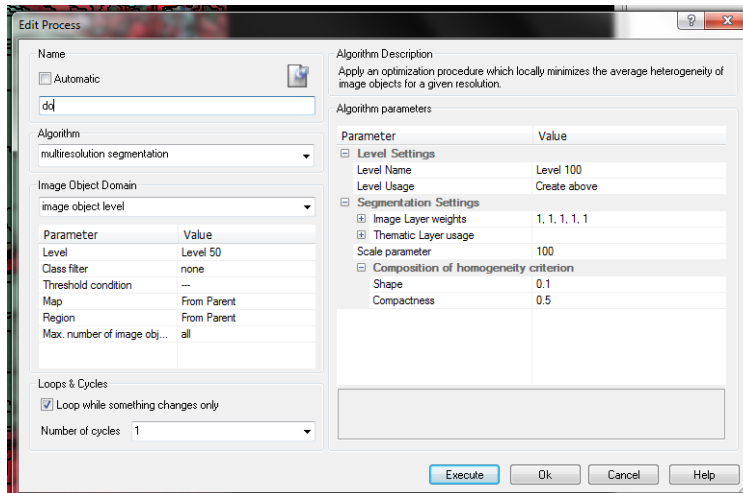 Edit Process
Name
Automatic
do
Algorithm
multiresolution segmentation
Image Object Domain
image object level
Parameter Value
Level Level 50
Class filter none
Threshold condition ---
Map From Parent
Region From Parent
Max. number of image obj... all
Loops & Cycles
Loop while something changes only
Number of cycles 1
Algorithm Description
Apply an optimization procedure which locally minimizes the average heterogeneity of
image objects for a given resolution.
Algorithm parameters
Parameter Value
Level Settings
Level Name Level 100
Level Usage Create above
Segmentation Settings
Image Layer weights 1, 1, 1, 1, 1
Thematic Layer usage
Scale parameter 100
Composition of homogeneity criterion
Shape 0.1
Compactness 0.5
Execute Ok Cancel Help